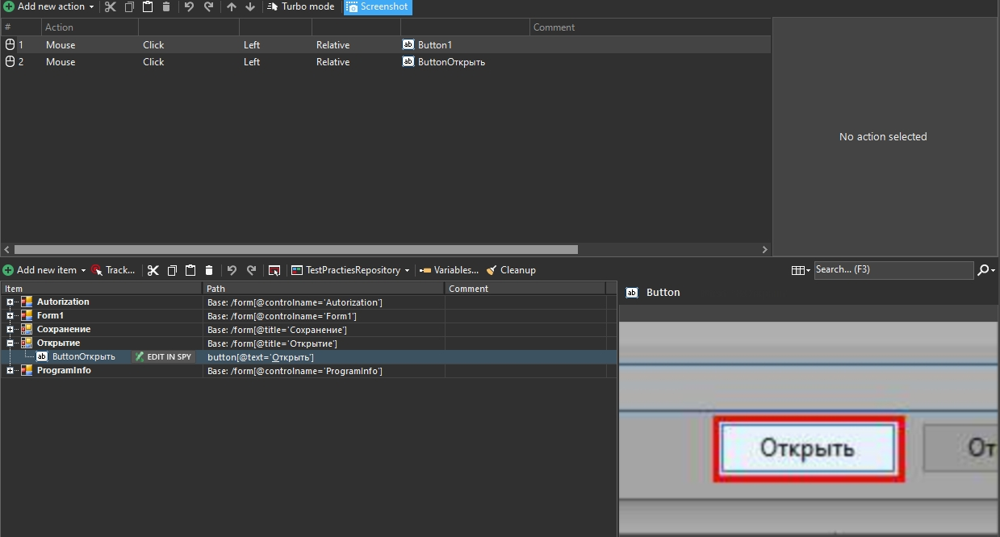 Add new action Turbo mode Screenshot
# Action Comment
1 Mouse Click Left Relative Button1
2 Mouse Click Left Relative ButtonОткрыть
No action selected
Add new item Track... TestPractiesRepository Variables... Cleanup Search... (F3)
Item Path Comment
Autorization Base: /form[@controlname='Autorization']
Form1 Base: /form[@controlname='Form1']
Сохранение Base: /form[@title='Сохранение']
Открытие Base: /form[@title='Открытие']
ButtonОткрыть EDIT IN SPY button[@text='Открыть']
ProgramInfo Base: /form[@controlname='ProgramInfo']
Button
Открыть От